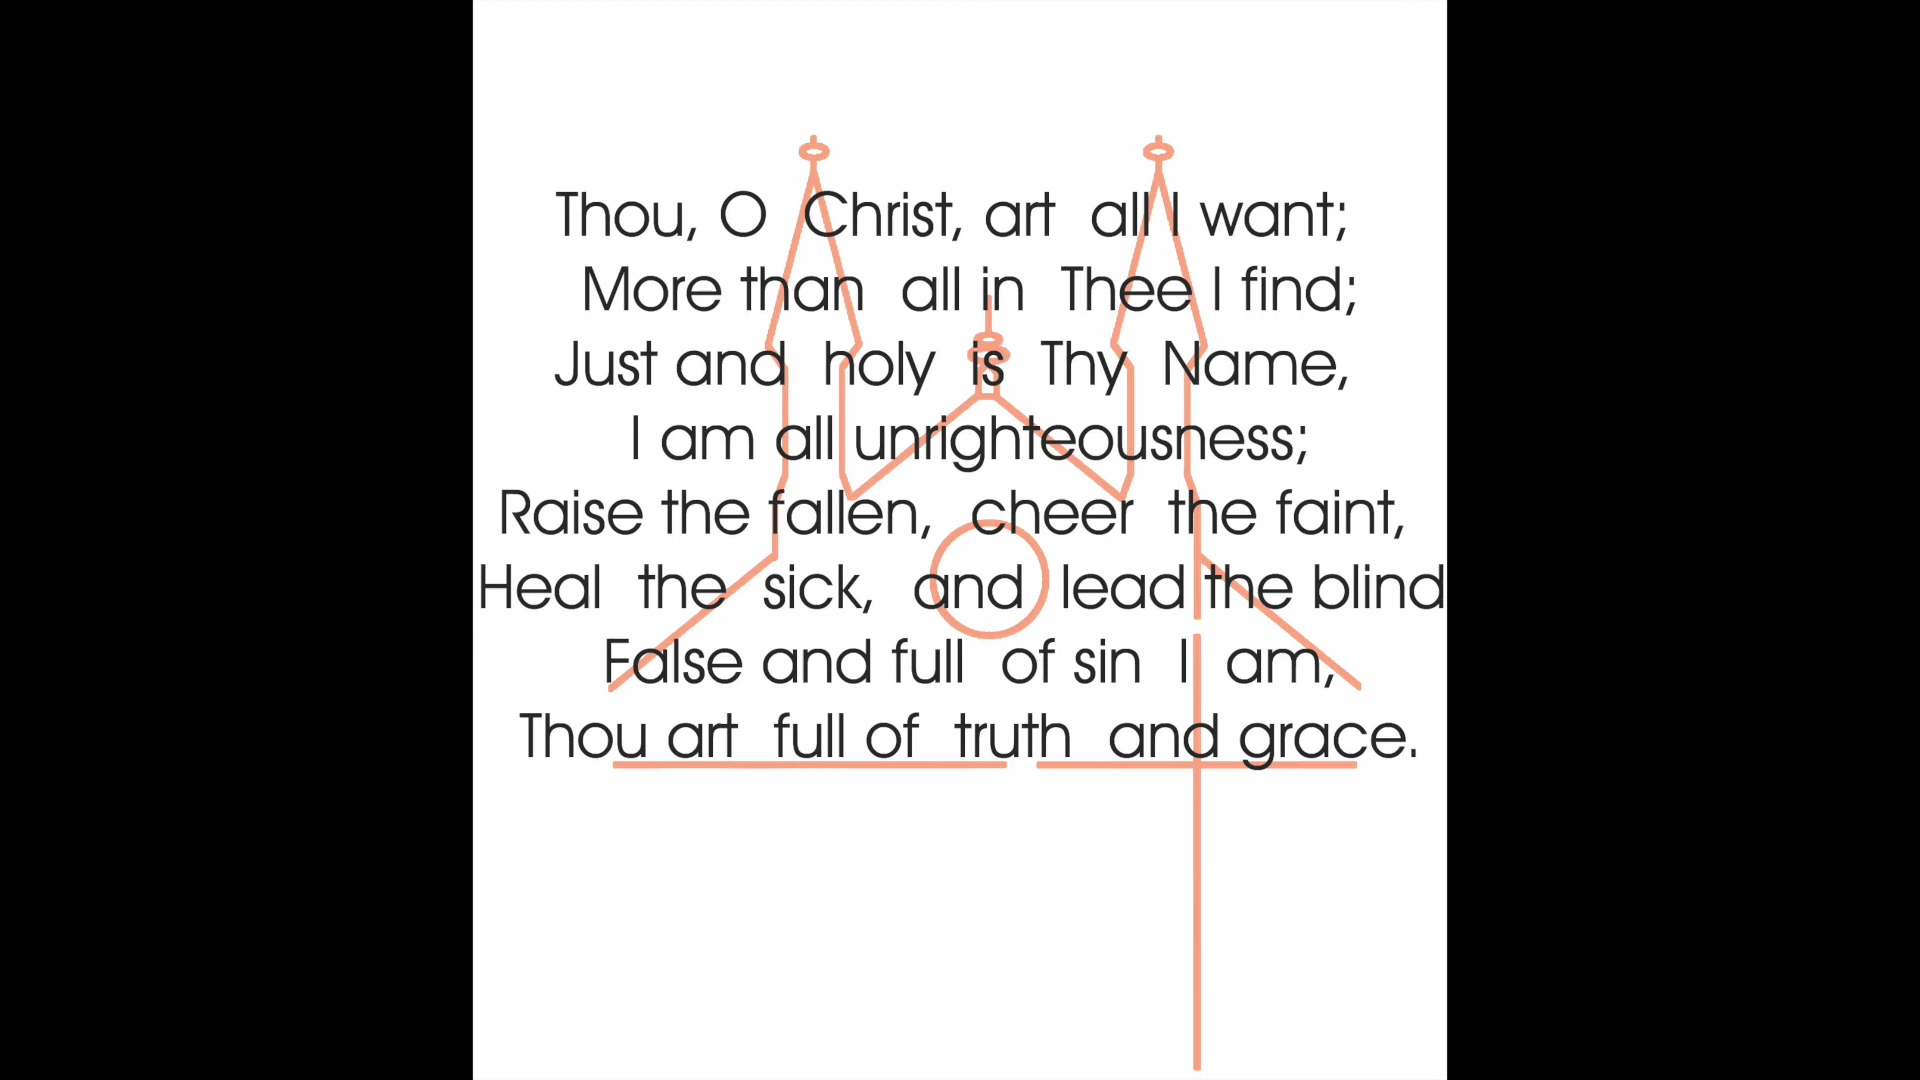 Thou, O Christ, art all I want;
More than all in Thee I find;
Just and holy is Thy Name,
I am all unrighteousness;
Raise the fallen, cheer the faint,
Heal the sick, and lead the blind
False and full of sin I am,
Thou art full of truth and grace.